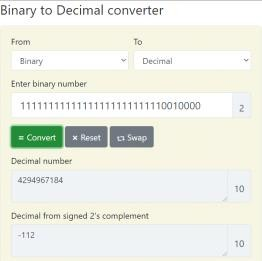 Binary to Decimal converter
From To
Binary Decimal
Enter binary number
11111111111111111111111110010000 2
= Convert × Reset Swap
Decimal number
4294967184 10
Decimal from signed 2's complement
-112 10